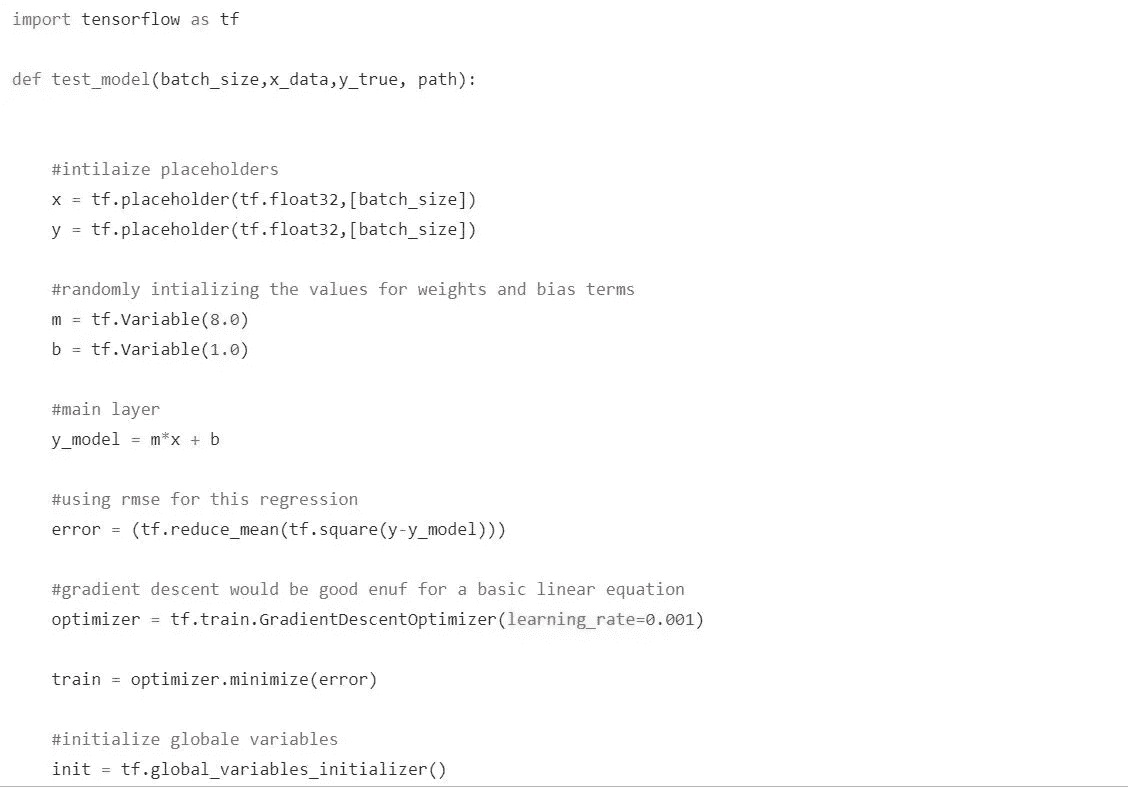 import tensorflow as tf
def test_model(batch_size,x_data,y_true, path):
#intilaize placeholders
x = tf.placeholder(tf.float32,[batch_size])
y = tf.placeholder(tf.float32,[batch_size])
#randomly intializing the values for weights and bias terms
m = tf.Variable(8.0)
b = tf.Variable(1.0)
#main layer
y_model = m*x + b
#using rmse for this regression
error = (tf.reduce_mean(tf.square(y-y_model)))
#gradient descent would be good enuf for a basic linear equation
optimizer = tf.train.GradientDescentOptimizer(learning_rate=0.001)
train = optimizer.minimize(error)
#initialize globale variables
init = tf.global_variables_initializer()